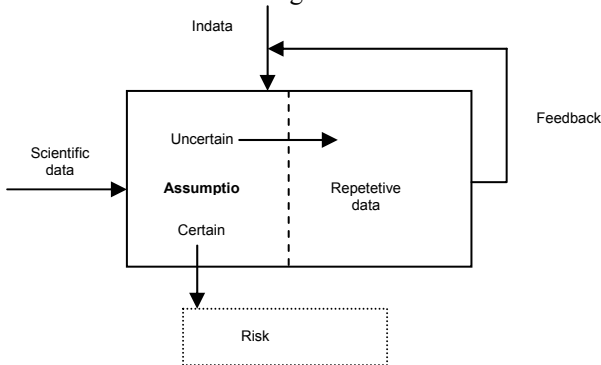 Indata
Feedback
Uncertain
Scientific
data
Assumptio
Repetetive
data
Certain
Risk